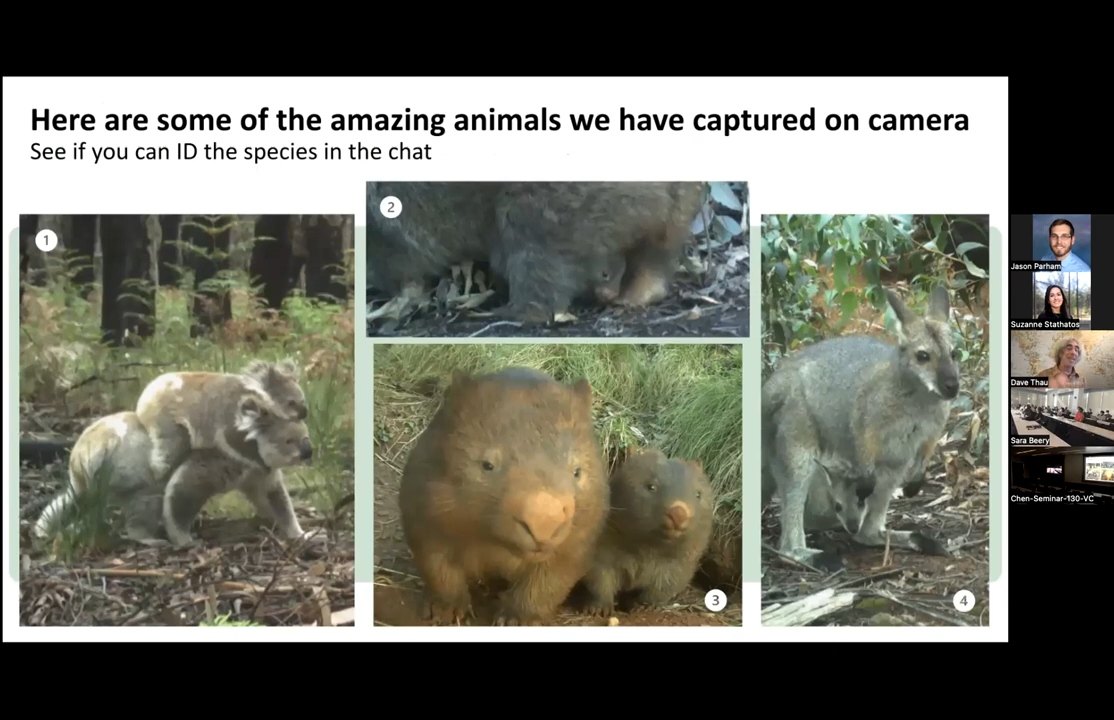 Here are some of the amazing animals we have captured on camera
See if you can ID the species in the chat
1
2
3
4
Jason Parham
Suzanne Stathatos
Dave Thau
Sara Beery
Chen-Seminar-130-VC